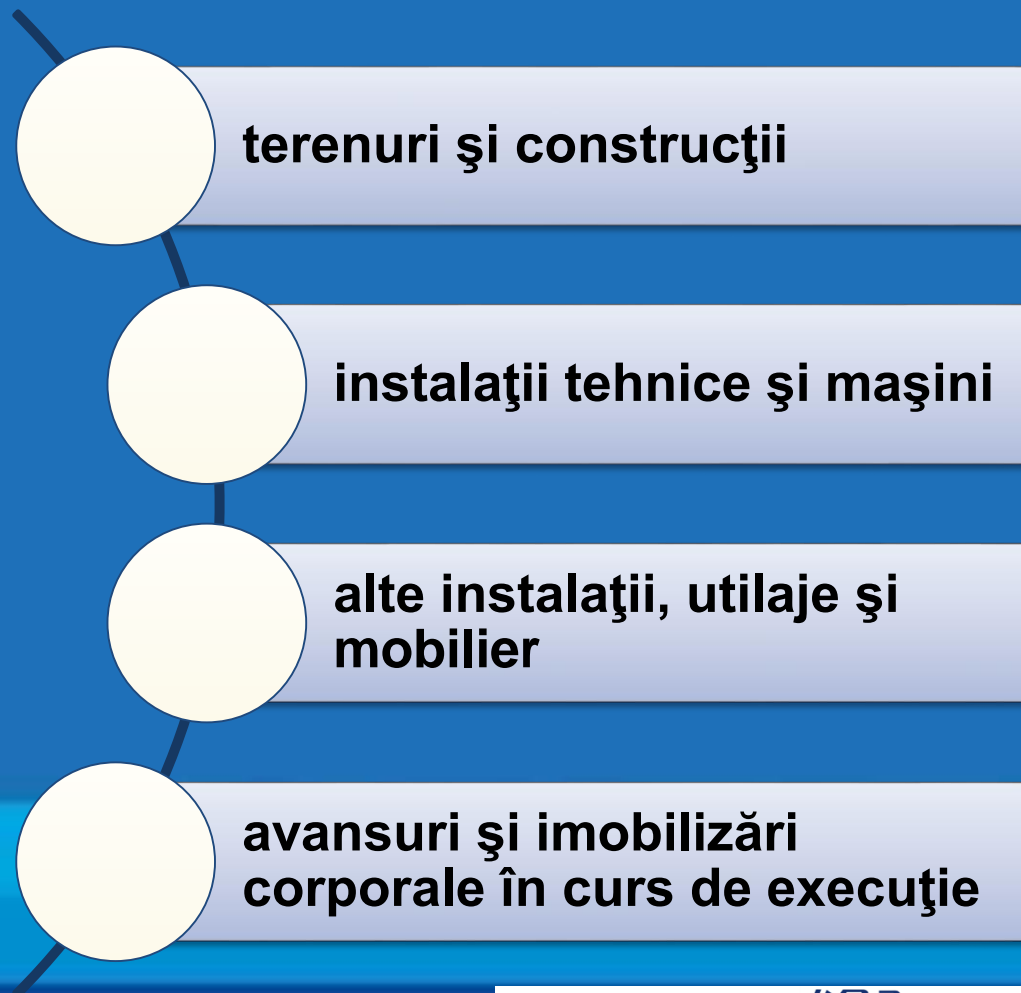 terenuri şi construcţii
instalaţii tehnice şi maşini
alte instalaţii, utilaje şi
mobilier
avansuri şi imobilizări
corporale în curs de execuţie